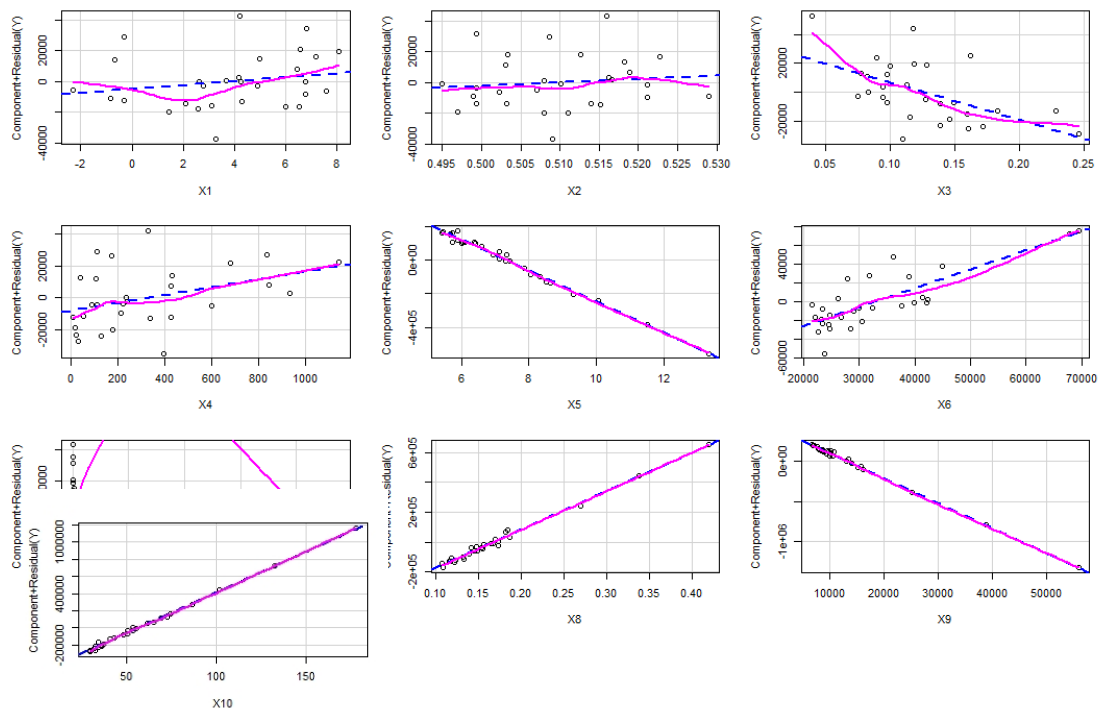 Component+Residual(Y)
-40000 0 20000
-2 0 2 4 6 8
X1
Component+Residual(Y)
-40000 0 20000
0.495 0.500 0.505 0.510 0.515 0.520 0.525 0.530
X2
Component+Residual(Y)
-20000 20000
0.05 0.10 0.15 0.20 0.25
X3
Component+Residual(Y)
-20000 0 20000
0 200 400 600 800 1000
X4
Component+Residual(Y)
-4e+05 0e+00
6 8 10 12
X5
Component+Residual(Y)
-60000 0 40000
20000 30000 40000 50000 60000 70000
X6
Component+Residual(Y)
-200000 400000 1000000
50 100 150
X10
Component+Residual(Y)
-2e+05 2e+05 6e+05
0.10 0.15 0.20 0.25 0.30 0.35 0.40
X8
Component+Residual(Y)
-1e+06 0e+00
10000 20000 30000 40000 50000
X9